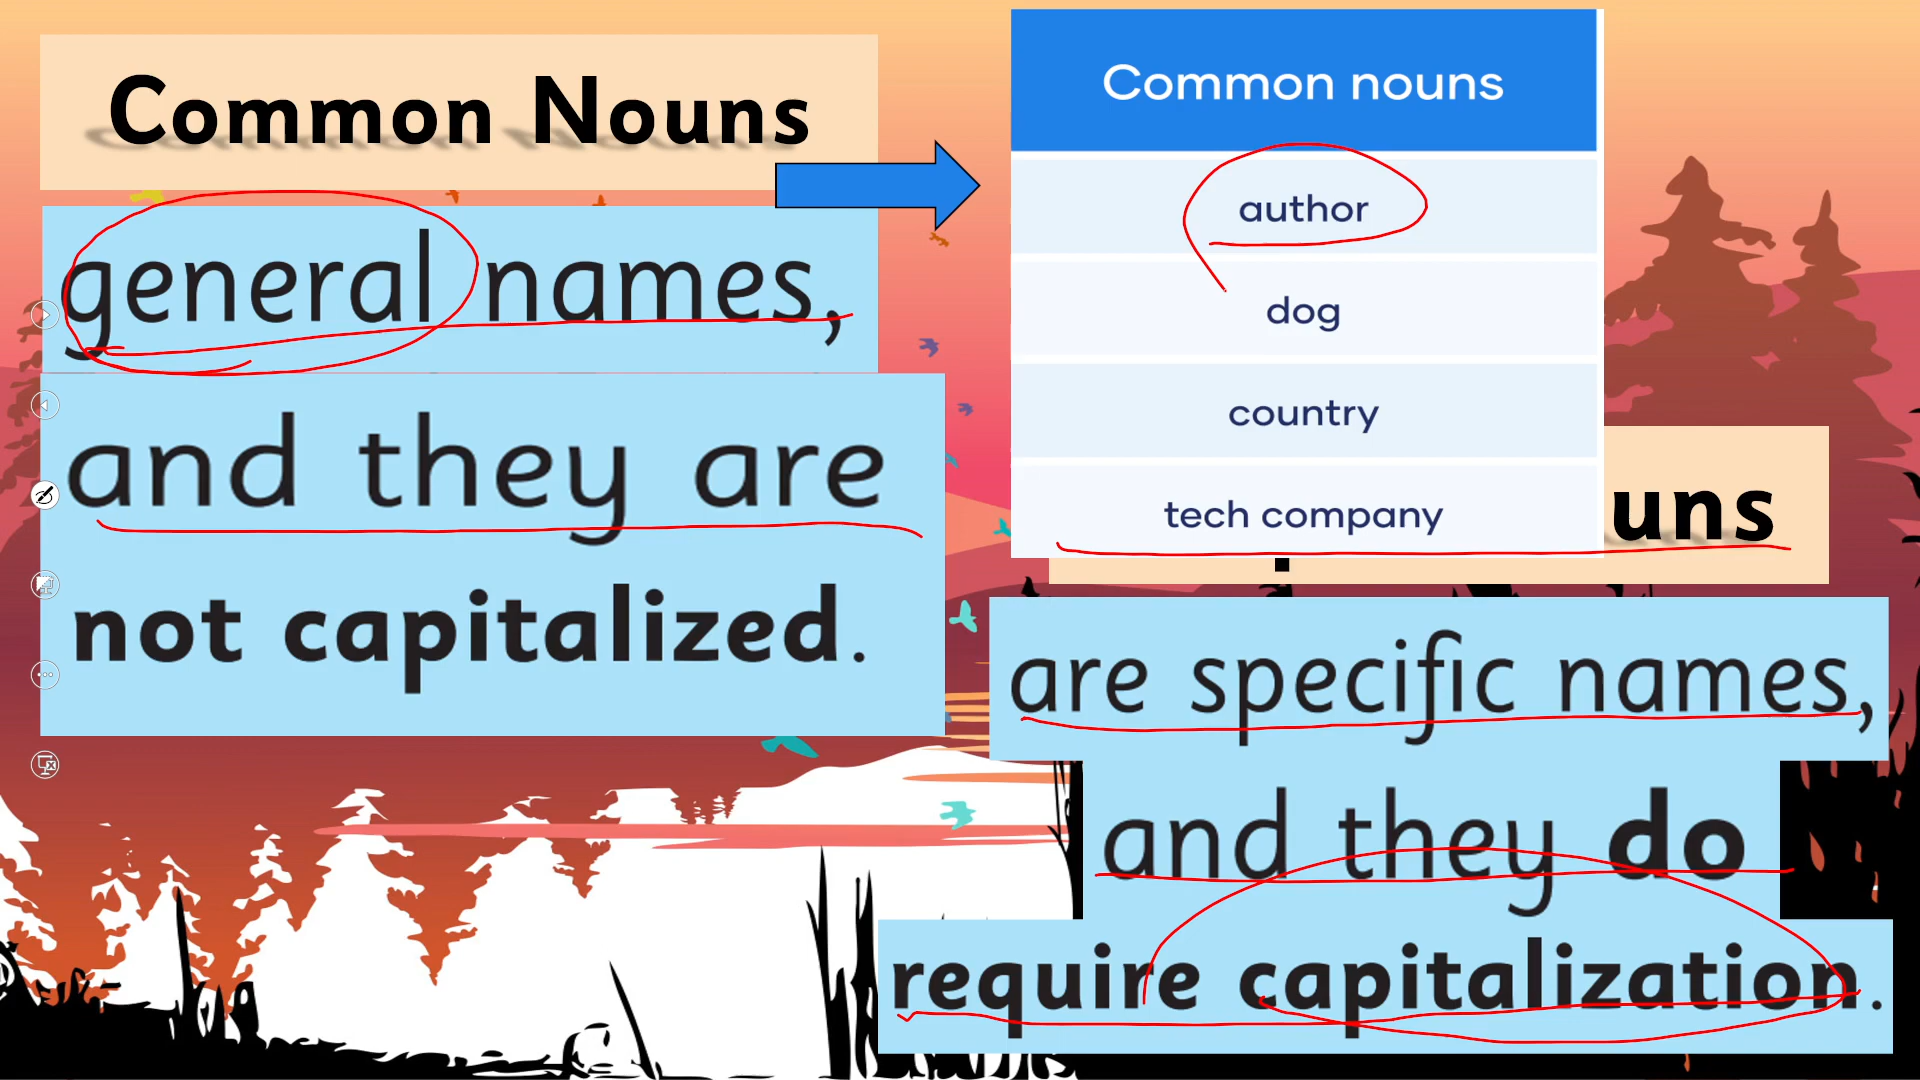 Common Nouns
general names,
and they are
not capitalized.
Common nouns
author
dog
country
tech company
uns
are specific names,
and they do
require capitalization.